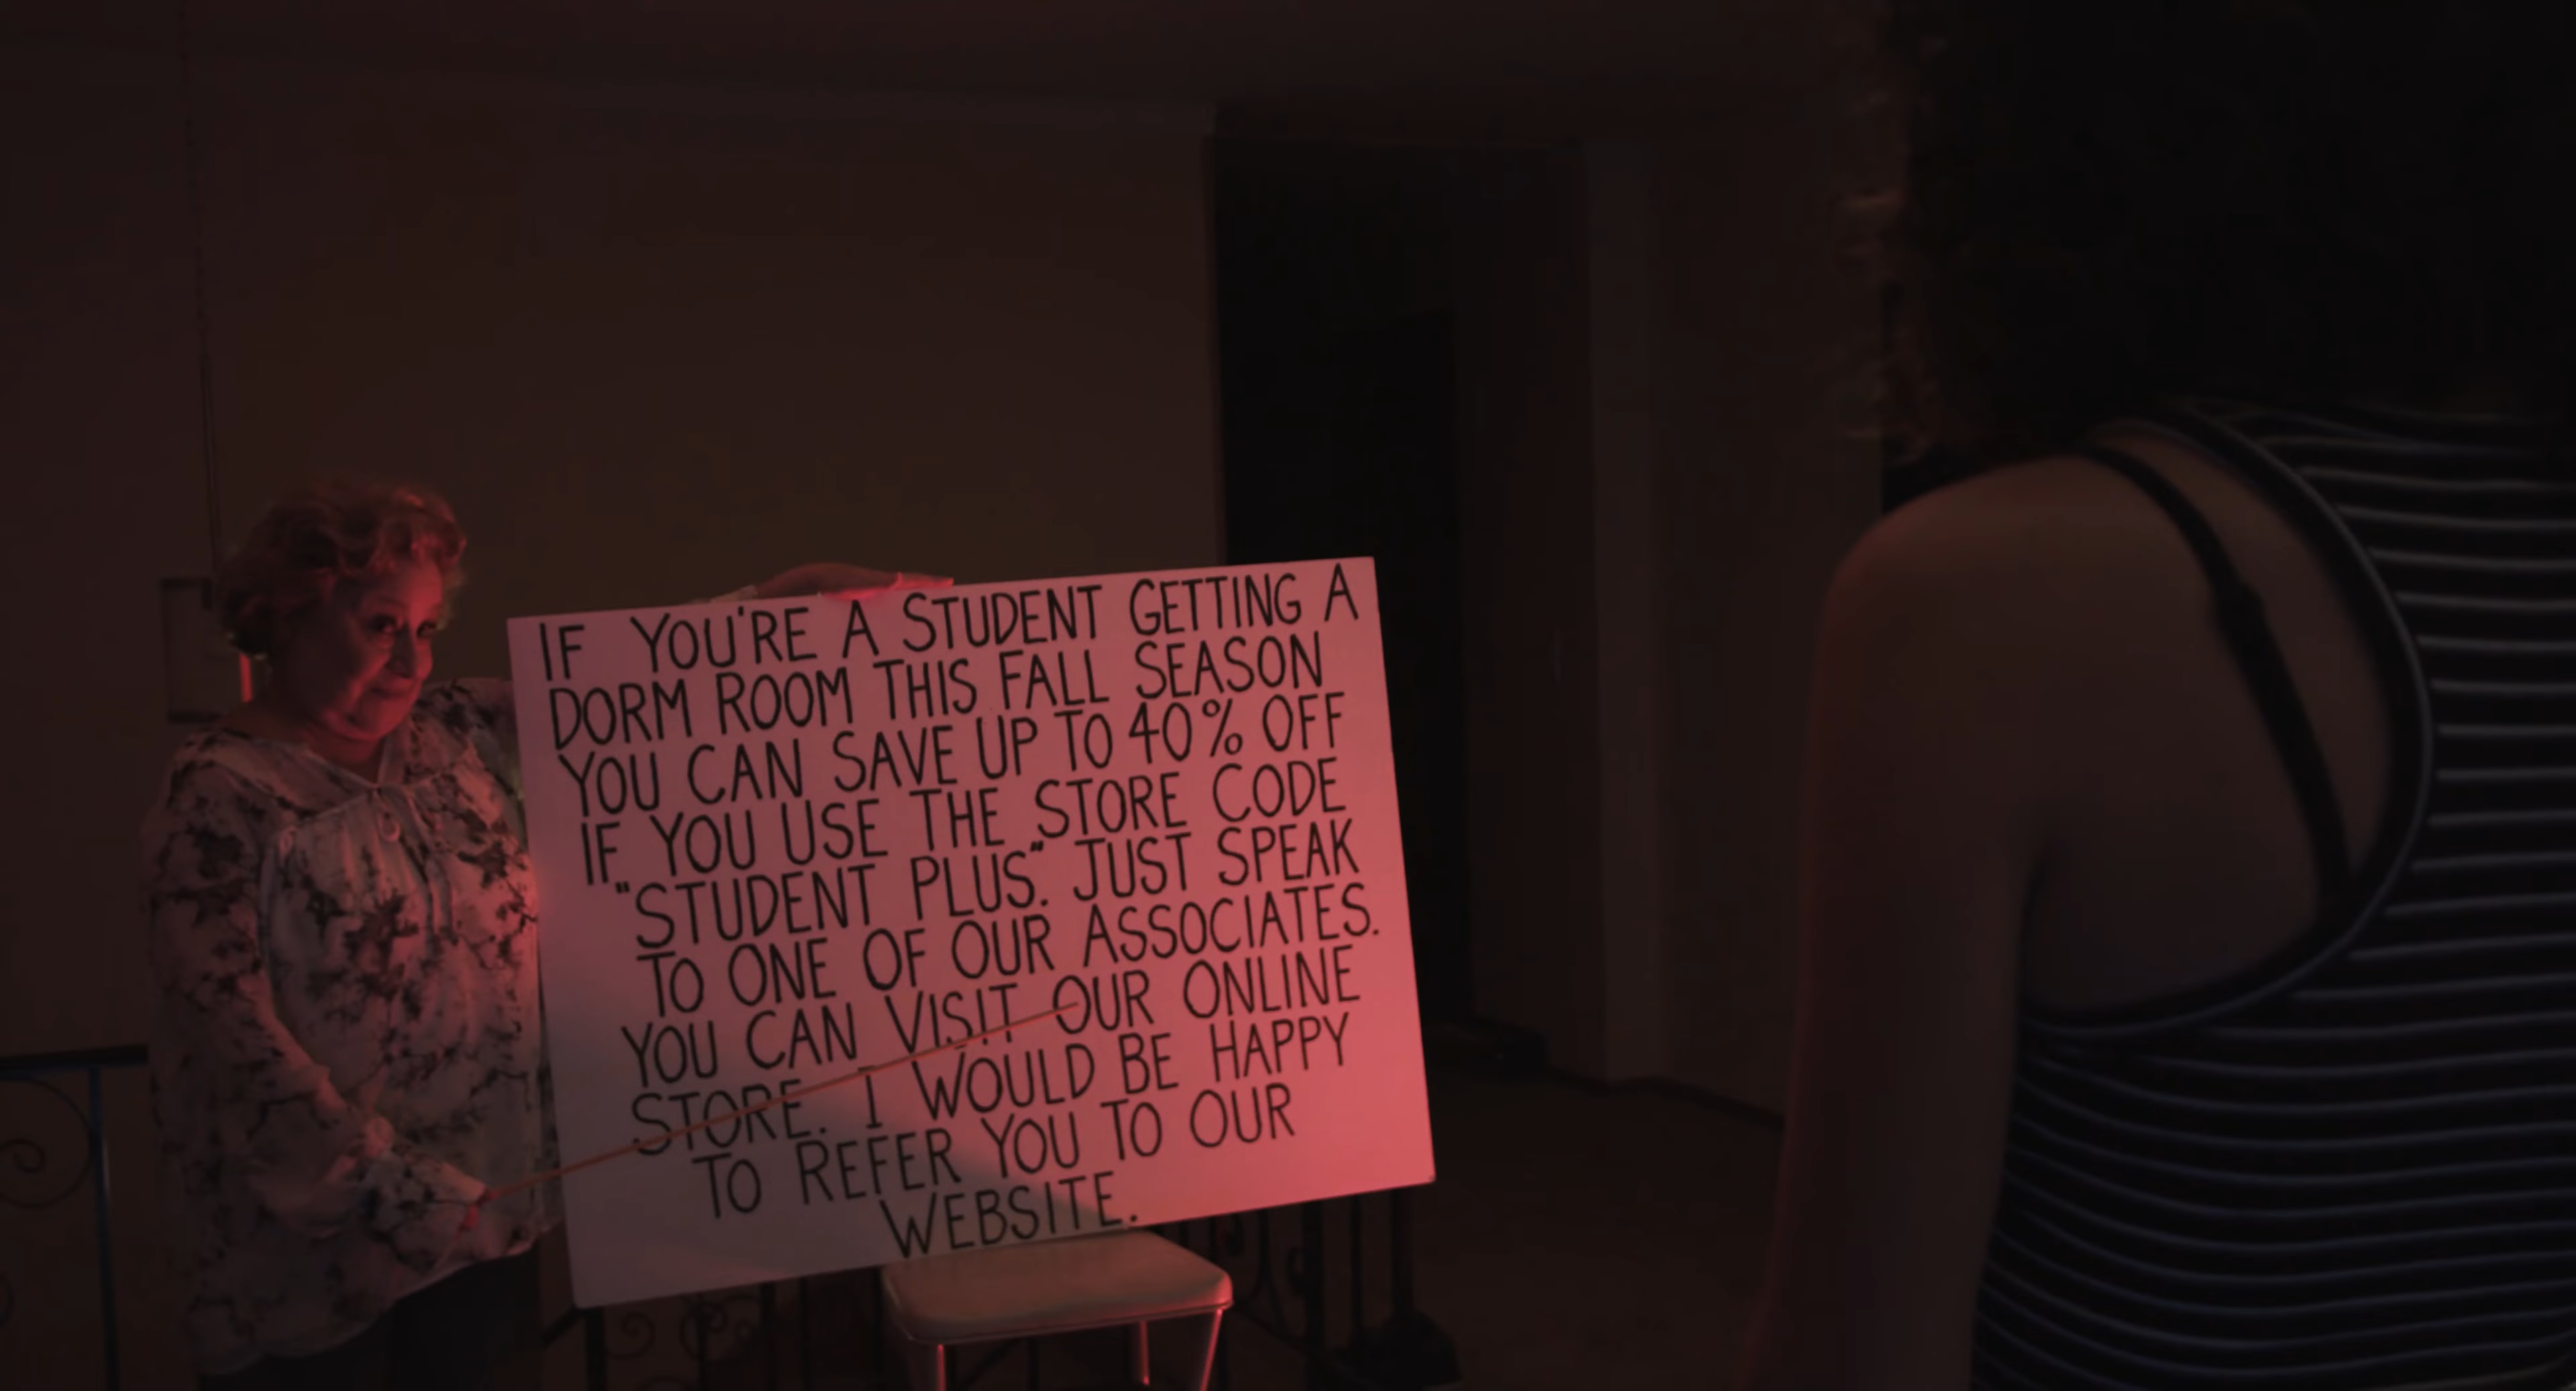 IF YOU'RE A STUDENT GETTING A
DORM ROOM THIS FALL SEASON
YOU CAN SAVE UP TO 40% OFF
IF YOU USE THE STORE CODE
"STUDENT PLUS." JUST SPEAK
TO ONE OF OUR ASSOCIATES.
YOU CAN VISIT OUR ONLINE
STORE. I WOULD BE HAPPY
TO REFER YOU TO OUR
WEBSITE.